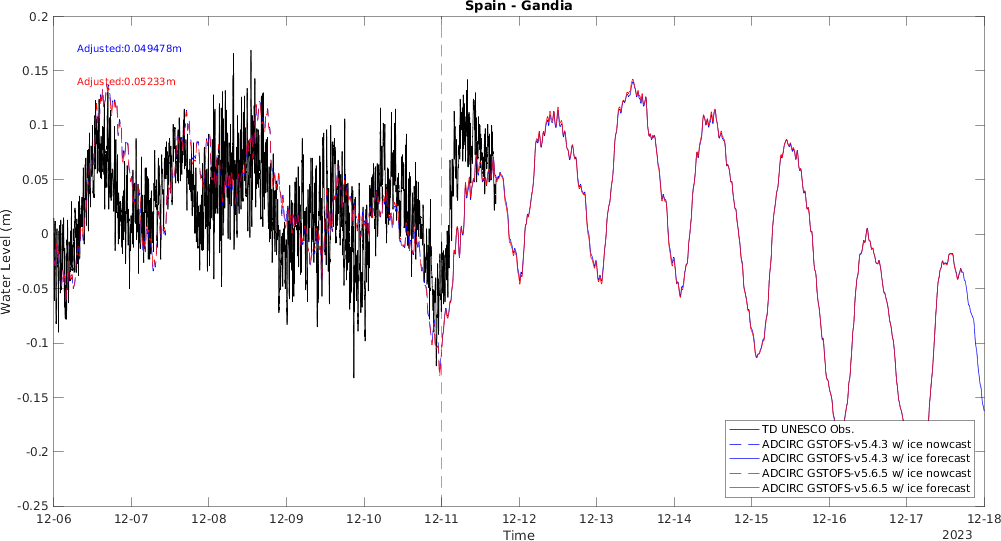 Spain - Gandia
0.2
0.15
0.1
0.05
0
-0.05
-0.1
-0.15
-0.2
-0.25
Water Level (m)
Adjusted:0.049478m
Adjusted:0.05233m
TD UNESCO Obs.
ADCIRC GSTOFS-v5.4.3 w/ ice nowcast
ADCIRC GSTOFS-v5.4.3 w/ ice forecast
ADCIRC GSTOFS-v5.6.5 w/ ice nowcast
ADCIRC GSTOFS-v5.6.5 w/ ice forecast
12-06 12-07 12-08 12-09 12-10 12-11 12-12 12-13 12-14 12-15 12-16 12-17 12-18
Time
2023